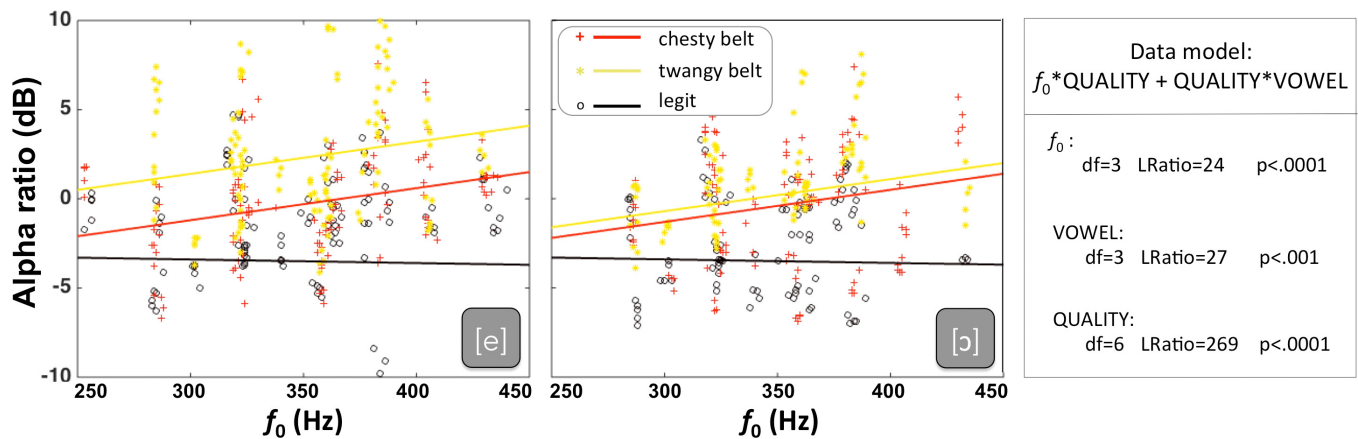 Alpha ratio (dB)
10
5
0
-5
-10
250
300
350
400
450
f₀ (Hz)
[e]
chesty belt
twangy belt
legit
250
300
350
400
450
f₀ (Hz)
[ɔ]
Data model:
f₀*QUALITY + QUALITY*VOWEL
f₀ :
df=3 LRatio=24 p<.0001
VOWEL:
df=3 LRatio=27 p<.001
QUALITY:
df=6 LRatio=269 p<.0001